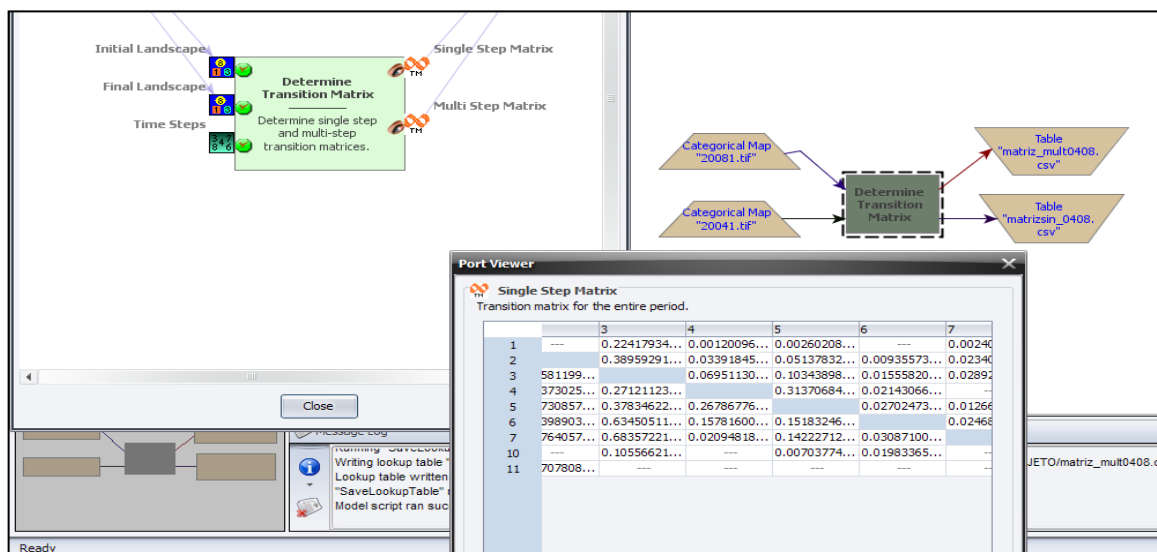 Initial Landscape
Final Landscape
Time Steps
Determine
Transition Matrix
Determine single step
and multi-step
transition matrices.
Single Step Matrix
Multi Step Matrix
Close
Categorical Map
"20081.tif"
Categorical Map
"20041.tif"
Determine
Transition
Matrix
Table
"matriz_mult0408.
csv"
Table
"matrizsin_0408.
csv"
Port Viewer
Single Step Matrix
Transition matrix for the entire period.
3 4 5 6 7
1 --- 0.22417934... 0.00120096... 0.00260208... --- 0.00240
2 0.38959291... 0.03391845... 0.05137832... 0.00935573... 0.02340
3 581199... 0.06951130... 0.10343898... 0.01555820... 0.02892
4 373025... 0.27121123... 0.31370684... 0.02143066... --
5 730857... 0.37834622... 0.26786776... 0.02702473... 0.01266
6 398903... 0.63450511... 0.15781600... 0.15183246... 0.02468
7 764057... 0.68357221... 0.02094818... 0.14222712... 0.03087100...
10 --- 0.10556621... --- 0.00703774... 0.01983365... --
11 707808... --- --- --- --- --
Message Log
Running "SaveLooku
Writing lookup table "
Lookup table written
"SaveLookupTable"
Model script ran suc
JETO/matriz_mult0408.c
Ready